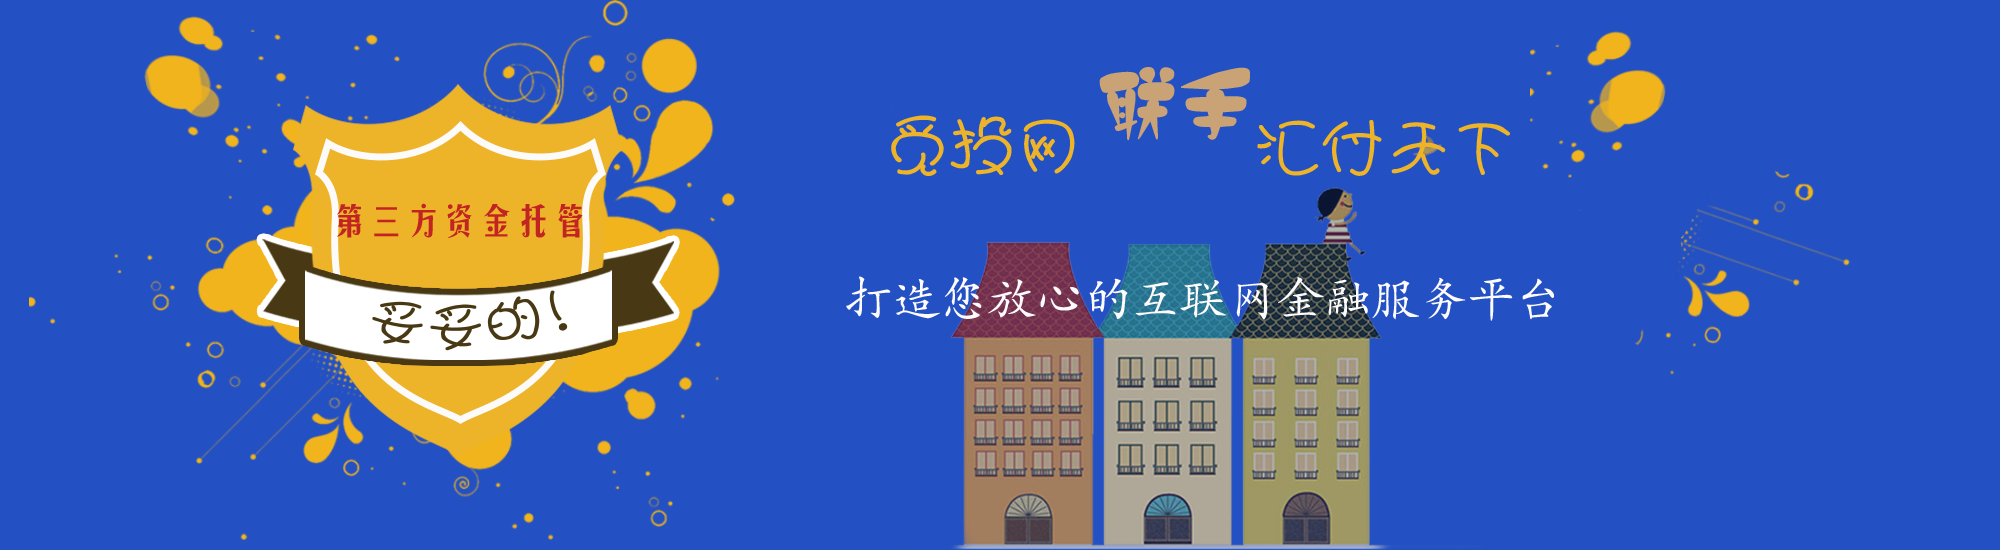 第三方资金托管
妥妥的!
觅投网联手汇付天下
打造您放心的互联网金融服务平台